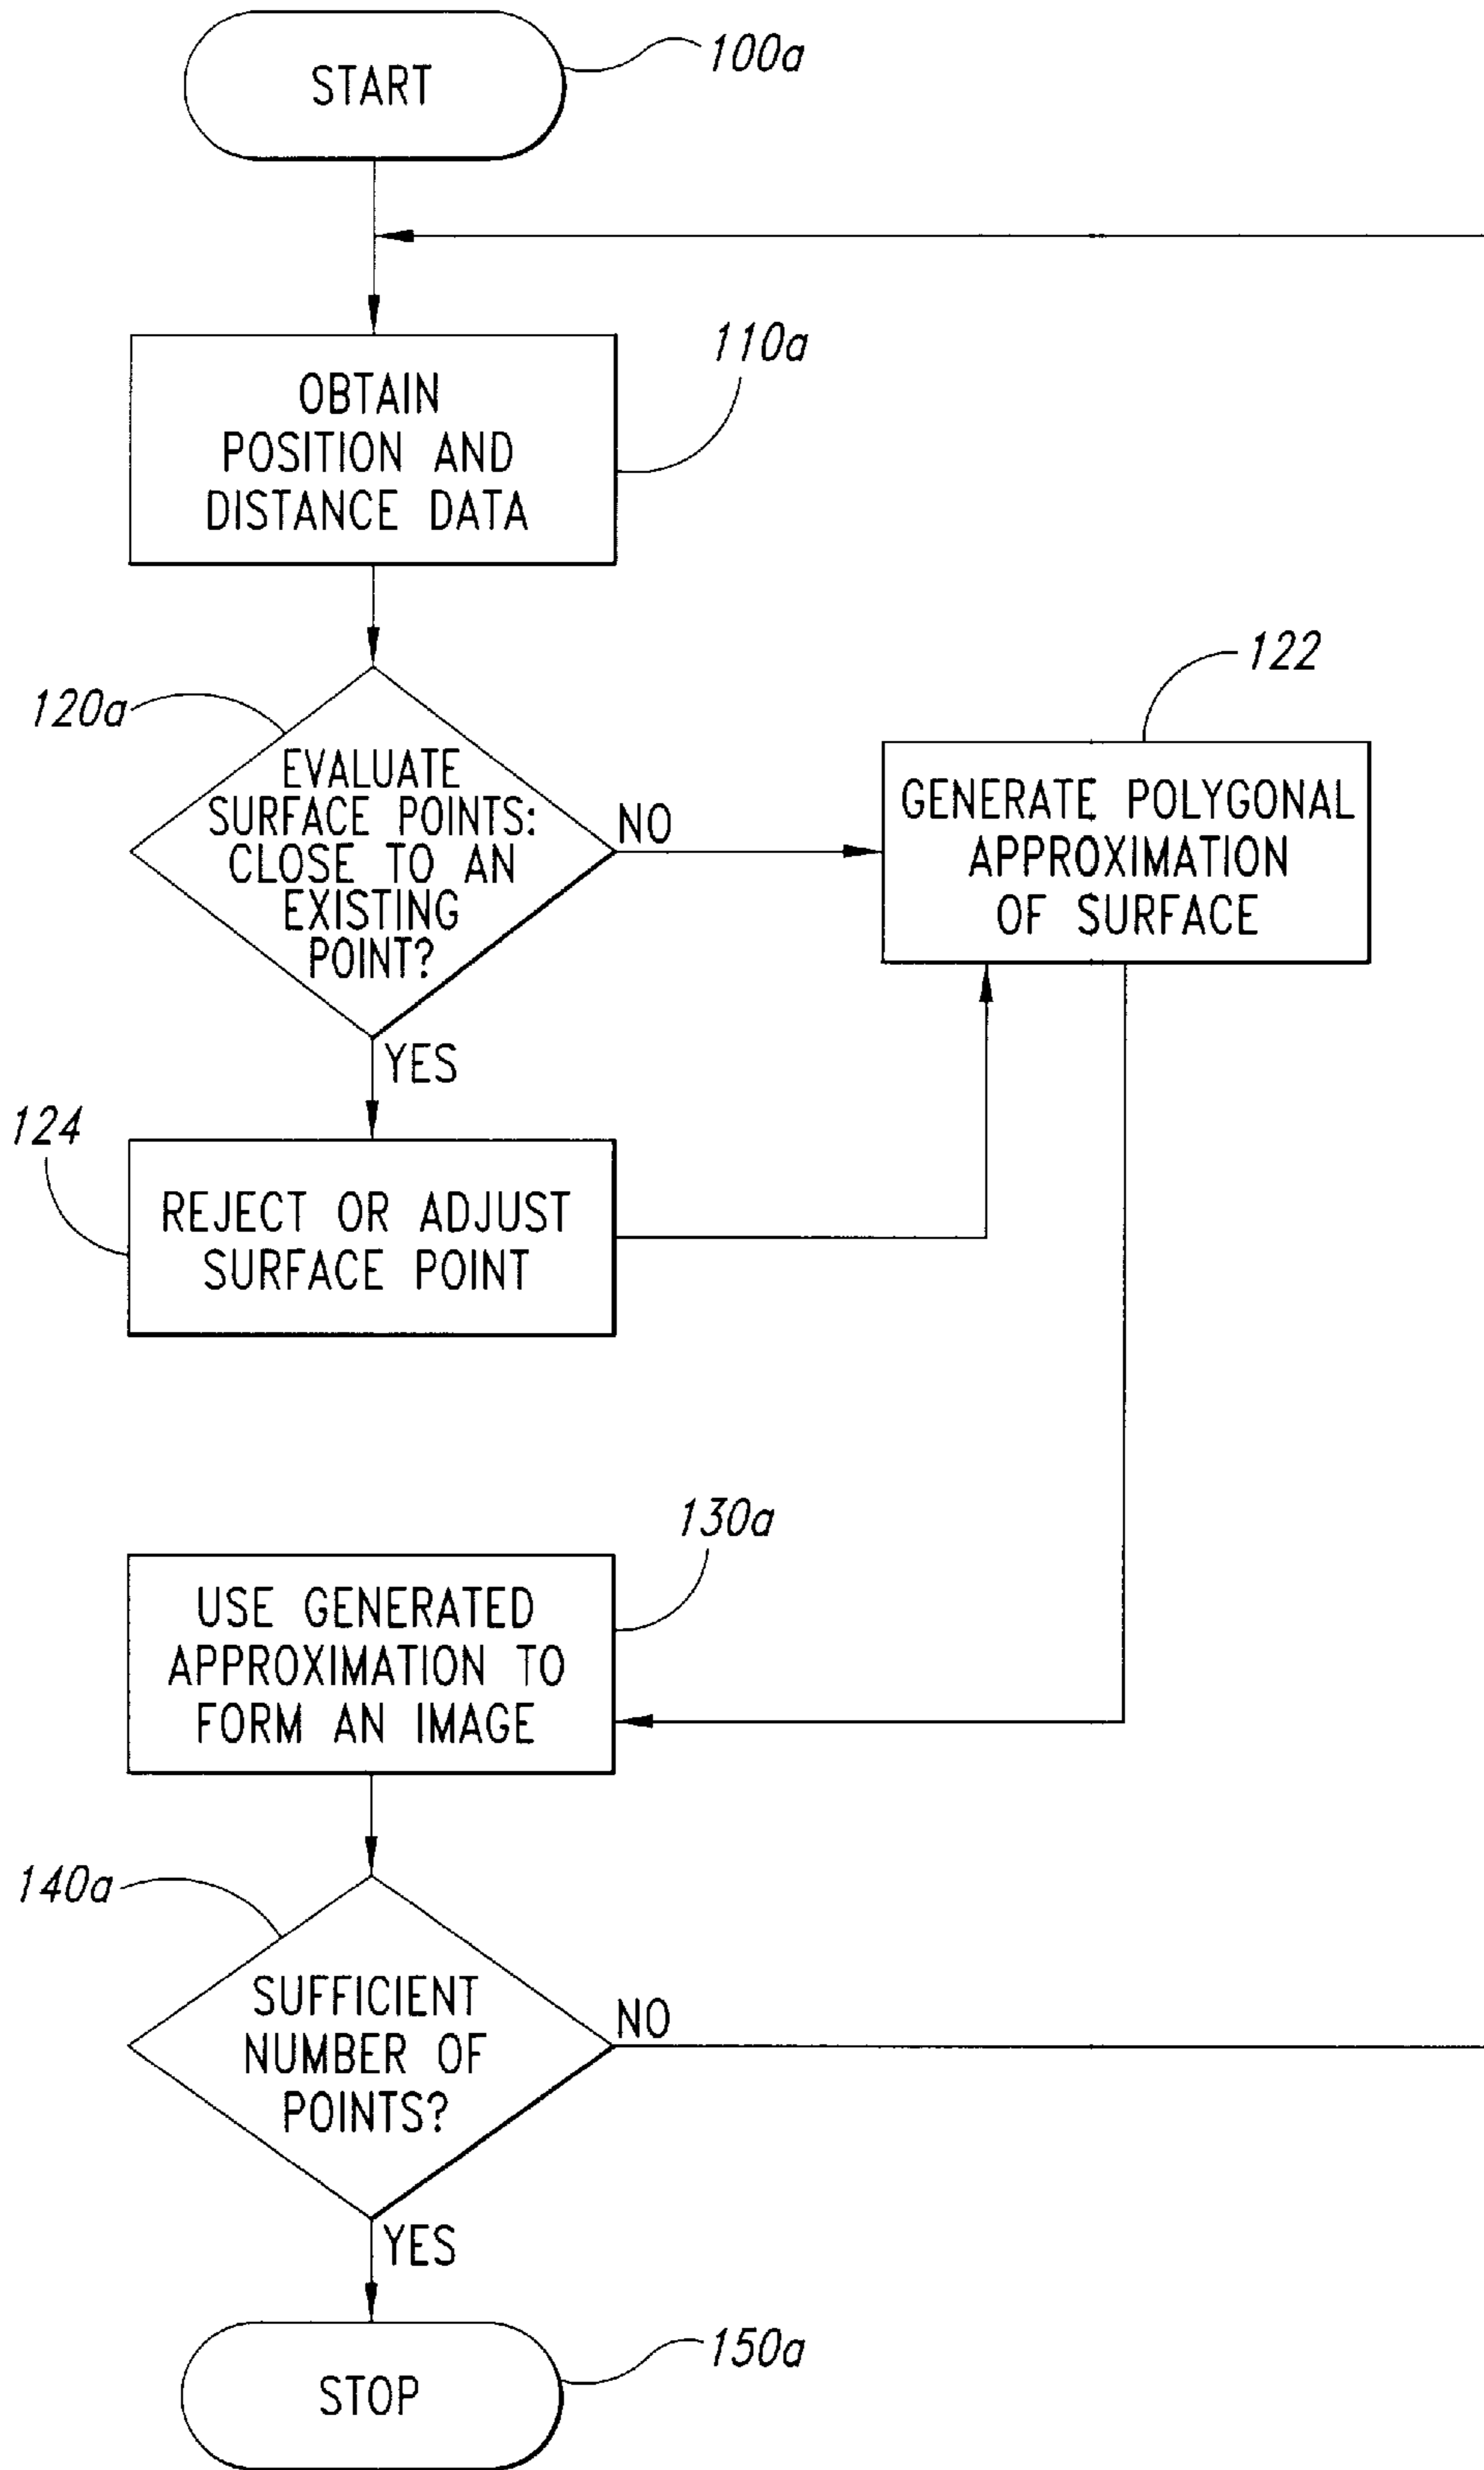 START
100a
110a
OBTAIN
POSITION AND
DISTANCE DATA
120a
EVALUATE
SURFACE POINTS:
CLOSE TO AN
EXISTING
POINT?
NO
122
GENERATE POLYGONAL
APPROXIMATION
OF SURFACE
YES
124
REJECT OR ADJUST
SURFACE POINT
130a
USE GENERATED
APPROXIMATION TO
FORM AN IMAGE
140a
SUFFICIENT
NUMBER OF
POINTS?
NO
YES
STOP
150a